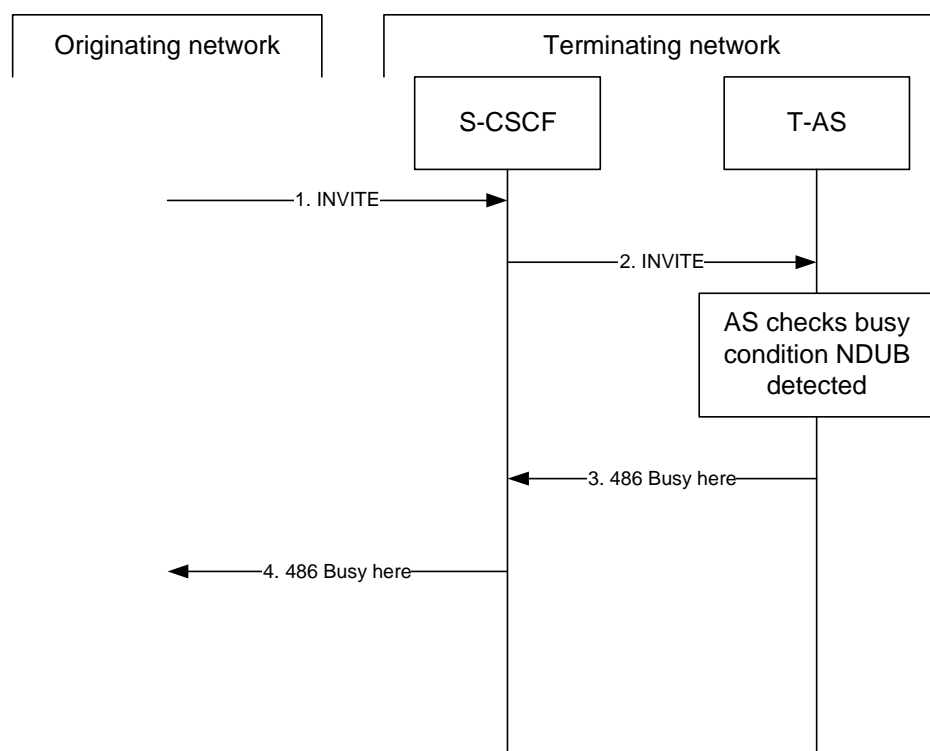 Originating network
Terminating network
S-CSCF
T-AS
1. INVITE
2. INVITE
AS checks busy
condition NDUB
detected
3. 486 Busy here
4. 486 Busy here